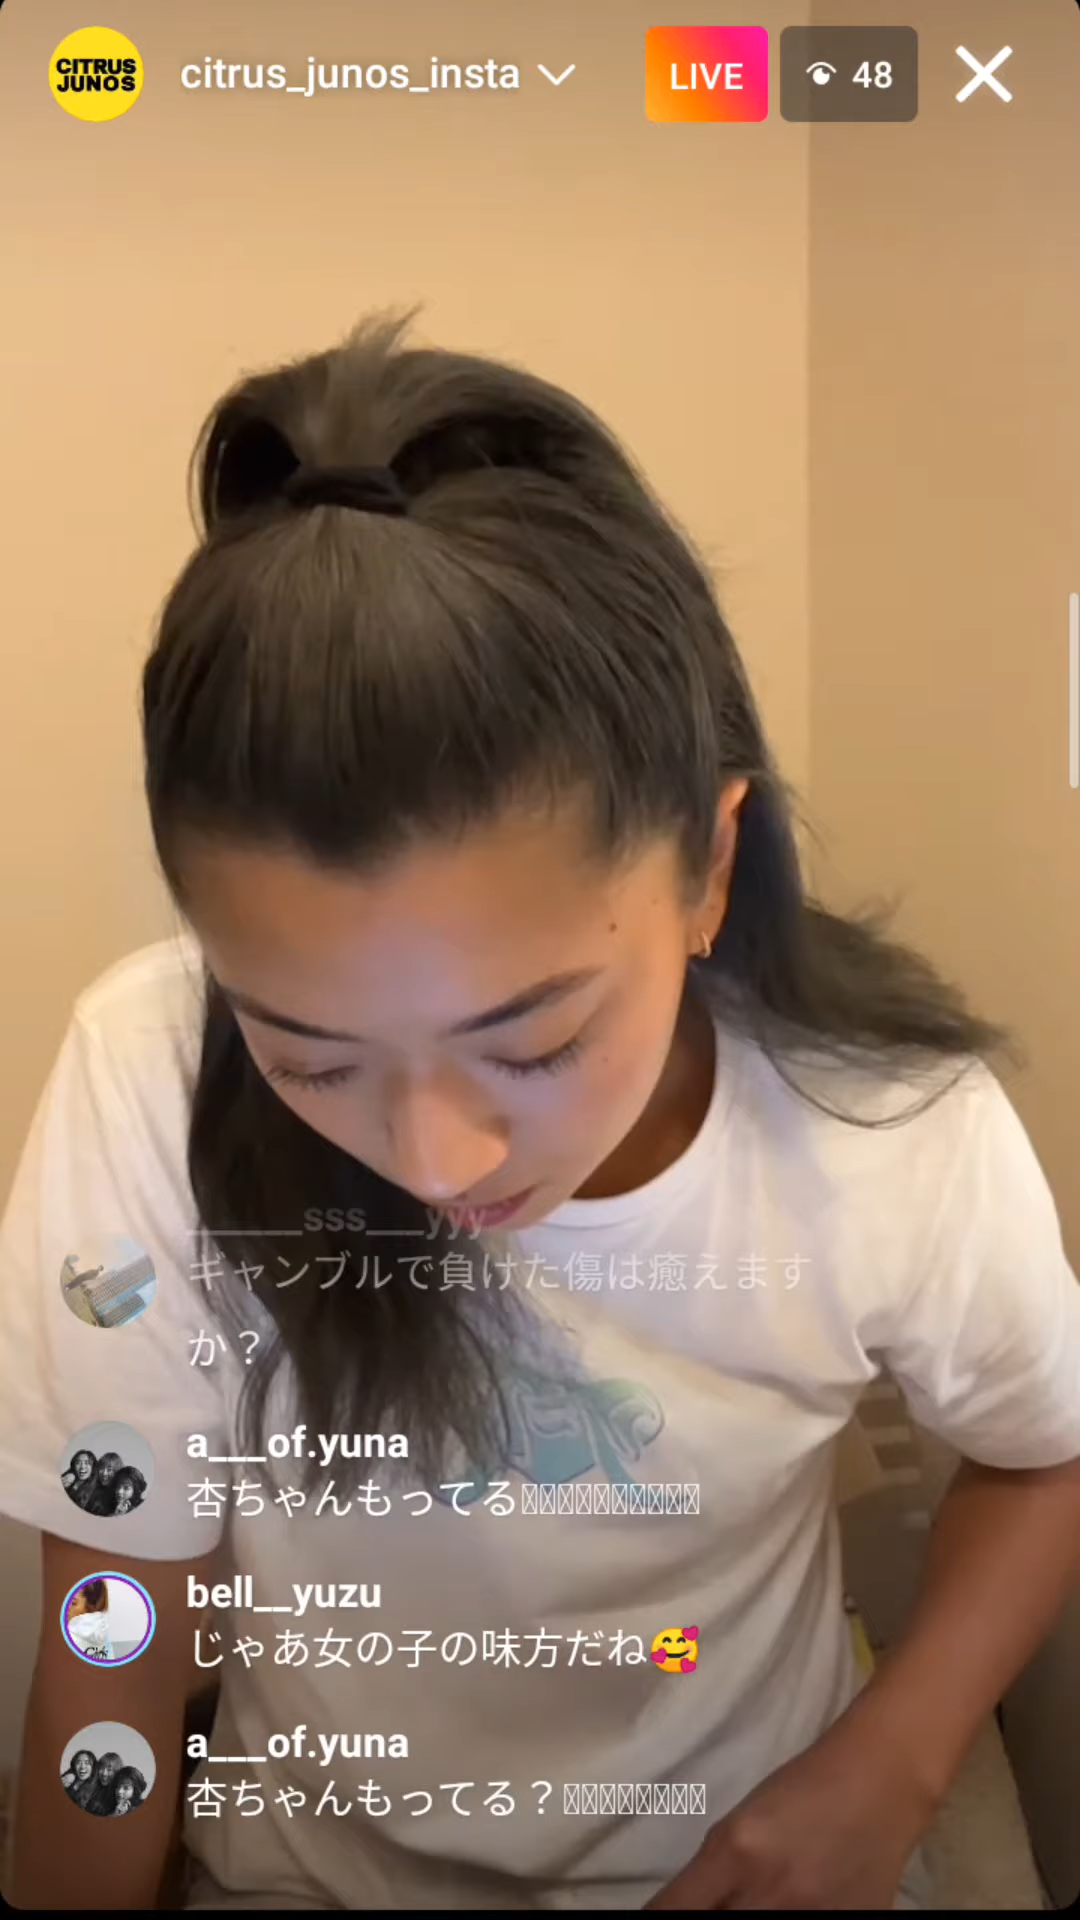 CITRUS
JUNOS
citrus_junos_insta
LIVE
48
______sss___yyy
ギャンブルで負けた傷は癒えます
か？
a___of.yuna
杏ちゃんもってる
bell__yuzu
じゃあ女の子の味方だね🥰
a___of.yuna
杏ちゃんもってる？